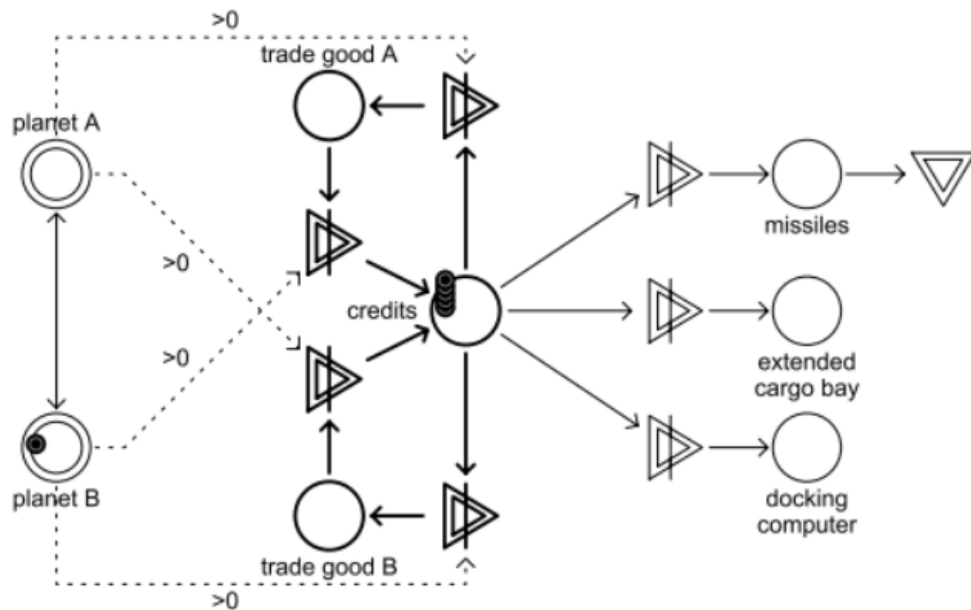 >0
trade good A
planet A
missiles
>0
credits
>0
extended
cargo bay
planet B
docking
computer
trade good B
>0